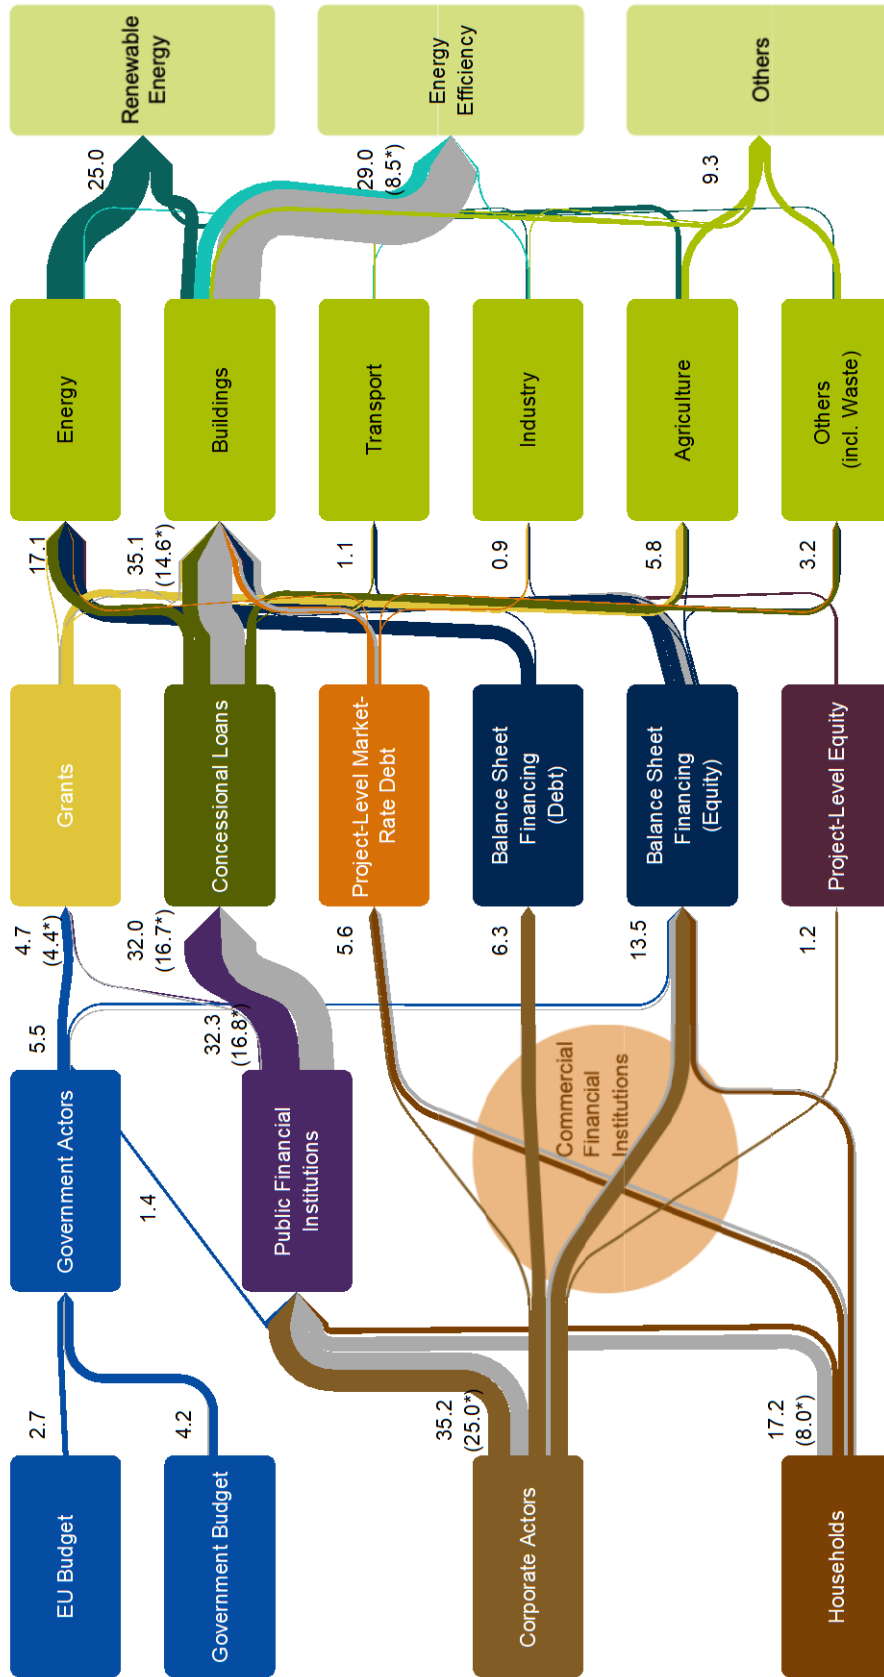 EU Budget
2.7
Government Budget
4.2
Corporate Actors
35.2
(25.0*)
Households
17.2
(8.0*)
Government Actors
5.5
1.4
Public Financial
Institutions
32.3
(16.8*)
Commercial
Financial
Institutions
4.7
(4.4*)
Grants
32.0
(16.7*)
Concessional Loans
5.6
Project-Level Market-
Rate Debt
6.3
Balance Sheet
Financing
(Debt)
13.5
Balance Sheet
Financing
(Equity)
1.2
Project-Level Equity
17.1
Energy
35.1
(14.6*)
Buildings
1.1
Transport
0.9
Industry
5.8
Agriculture
3.2
Others
(incl. Waste)
25.0
Renewable
Energy
29.0
(8.5*)
Energy
Efficiency
9.3
Others